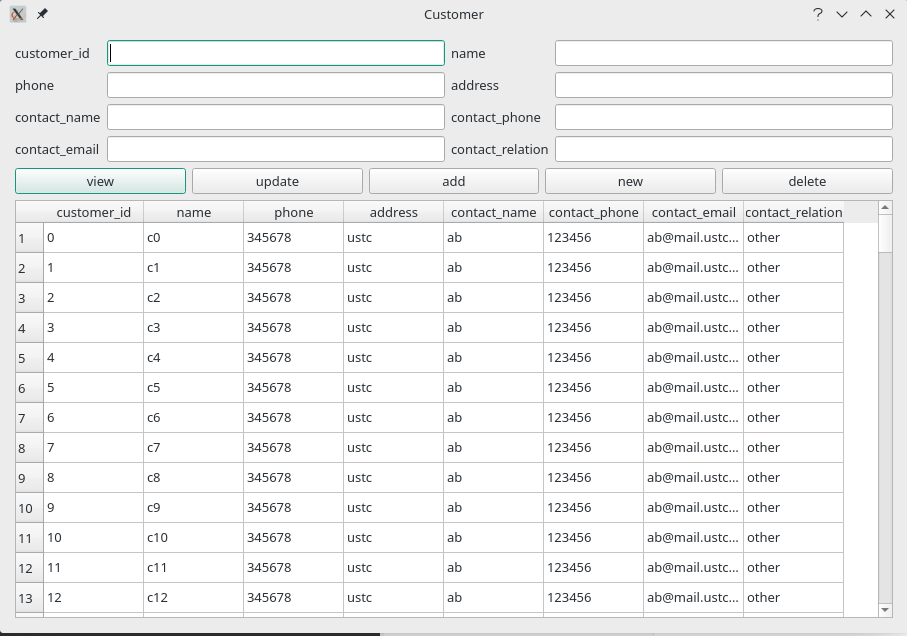 Customer
customer_id name
phone address
contact_name contact_phone
contact_email contact_relation
view update add new delete
customer_id name phone address contact_name contact_phone contact_email contact_relation
1 0 c0 345678 ustc ab 123456 ab@mail.ustc... other
2 1 c1 345678 ustc ab 123456 ab@mail.ustc... other
3 2 c2 345678 ustc ab 123456 ab@mail.ustc... other
4 3 c3 345678 ustc ab 123456 ab@mail.ustc... other
5 4 c4 345678 ustc ab 123456 ab@mail.ustc... other
6 5 c5 345678 ustc ab 123456 ab@mail.ustc... other
7 6 c6 345678 ustc ab 123456 ab@mail.ustc... other
8 7 c7 345678 ustc ab 123456 ab@mail.ustc... other
9 8 c8 345678 ustc ab 123456 ab@mail.ustc... other
10 9 c9 345678 ustc ab 123456 ab@mail.ustc... other
11 10 c10 345678 ustc ab 123456 ab@mail.ustc... other
12 11 c11 345678 ustc ab 123456 ab@mail.ustc... other
13 12 c12 345678 ustc ab 123456 ab@mail.ustc... other